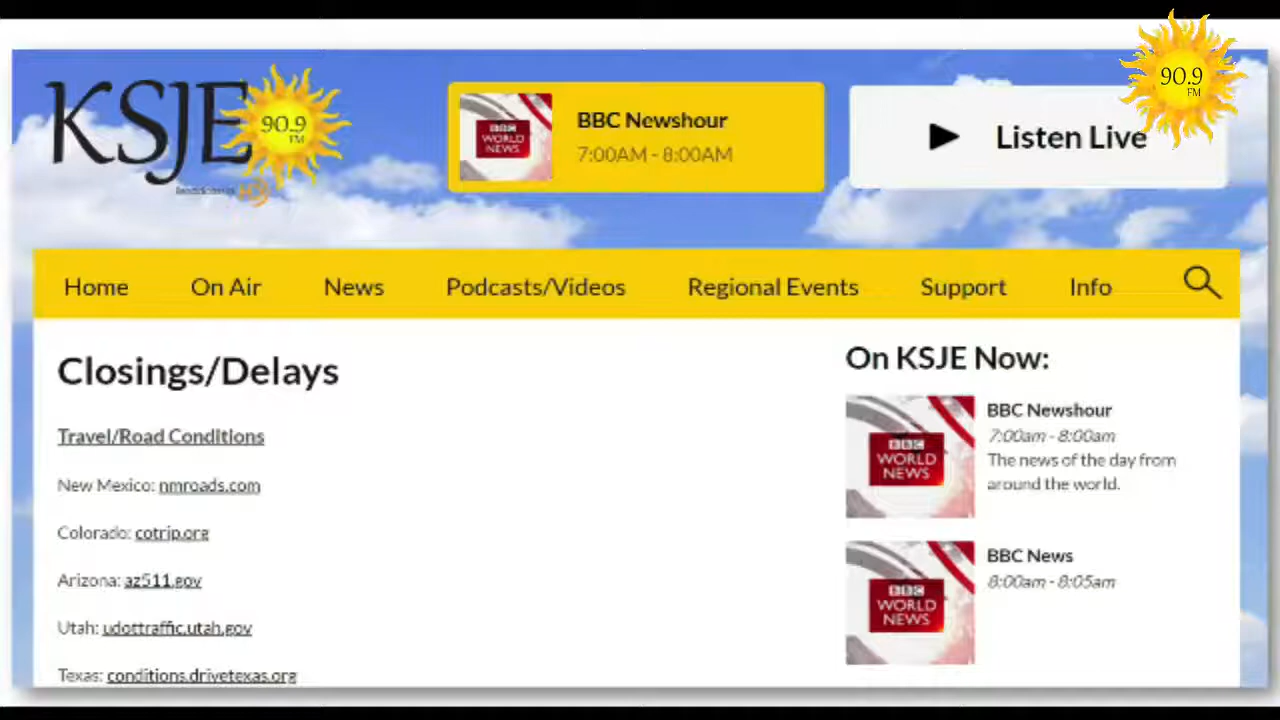 KSJE
90.9
FM
BBC
WORLD
NEWS
BBC Newshour
7:00AM - 8:00AM
Listen Live
90.9
FM
Home
On Air
News
Podcasts/Videos
Regional Events
Support
Info
Closings/Delays
Travel/Road Conditions
New Mexico: nmroads.com
Colorado: cotrip.org
Arizona: az511.gov
Utah: udottraffic.utah.gov
Texas: conditions.drivetexas.org
On KSJE Now:
BBC
WORLD
NEWS
BBC Newshour
7:00am - 8:00am
The news of the day from
around the world.
BBC
WORLD
NEWS
BBC News
8:00am - 8:05am